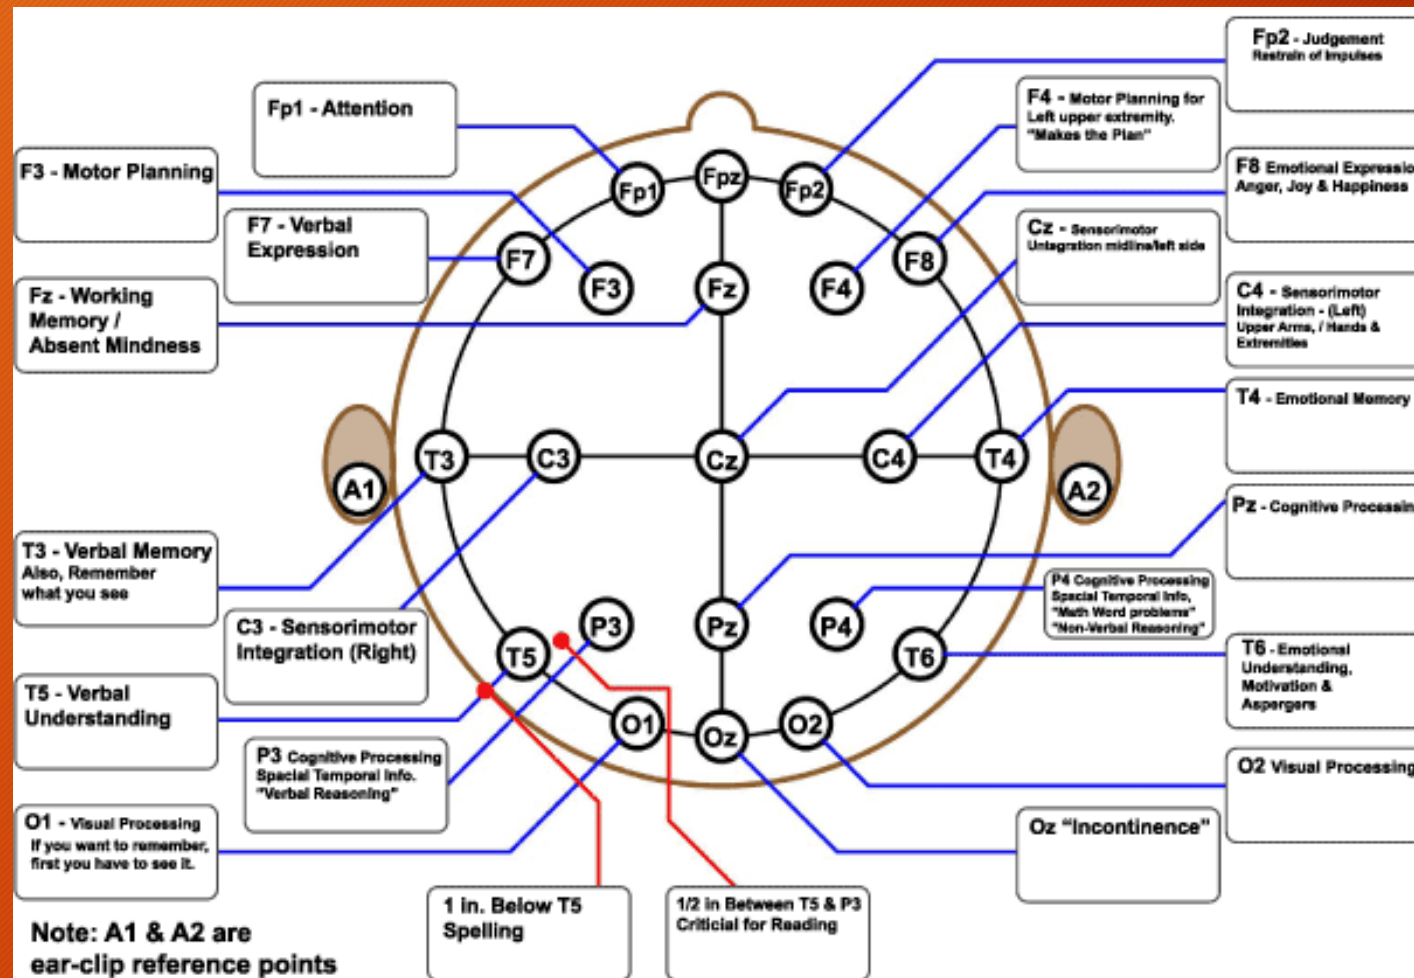 Fp1 - Attention
F3 - Motor Planning
F7 - Verbal
Expression
Fz - Working
Memory /
Absent Mindness
T3 - Verbal Memory
Also, Remember
what you see
C3 - Sensorimotor
Integration (Right)
T5 - Verbal
Understanding
P3 Cognitive Processing
Spacial Temporal Info.
"Verbal Reasoning"
O1 - Visual Processing
If you want to remember,
first you have to see it.
Note: A1 & A2 are
ear-clip reference points
1 in. Below T5
Spelling
1/2 in Between T5 & P3
Criticial for Reading
Fp1
Fpz
Fp2
F7
F3
Fz
F4
F8
A1
T3
C3
Cz
C4
T4
A2
T5
P3
Pz
P4
T6
O1
Oz
O2
Fp2 - Judgement
Restrain of Impulses
F4 - Motor Planning for
Left upper extremity.
"Makes the Plan"
F8 Emotional Expressio
Anger, Joy & Happiness
Cz - Sensorimotor
Untegration midline/left side
C4 - Sensorimotor
Integration - (Left)
Upper Arms, / Hands &
Extremities
T4 - Emotional Memory
Pz - Cognitive Processin
P4 Cognitive Processing
Special Temporal Info,
"Math Word problems"
"Non-Verbal Reasoning"
T6 - Emotional
Understanding,
Motivation &
Aspergers
O2 Visual Processing
Oz "Incontinence"